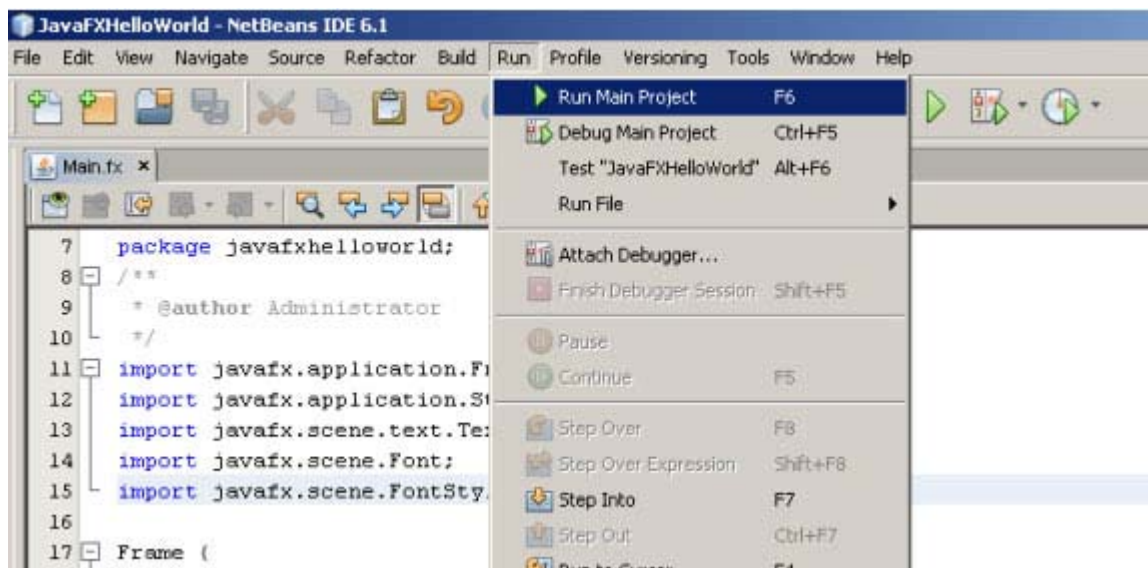 JavaFXHelloWorld - NetBeans IDE 6.1
File Edit View Navigate Source Refactor Build Run Profile Versioning Tools Window Help
Run Main Project F6
Debug Main Project Ctrl+F5
Test "JavaFXHelloWorld" Alt+F6
Run File
Attach Debugger...
Finish Debugger Session Shift+F5
Pause
Continue F5
Step Over F8
Step Over Expression Shift+F8
Step Into F7
Step Out Ctrl+F7
Run to Cursor F4
Main.fx
7 package javafxhelloworld;
8 /**
9 * @author Administrator
10 */
11 import javafx.application.Fr
12 import javafx.application.St
13 import javafx.scene.text.Tex
14 import javafx.scene.Font;
15 import javafx.scene.FontSty
16
17 Frame {